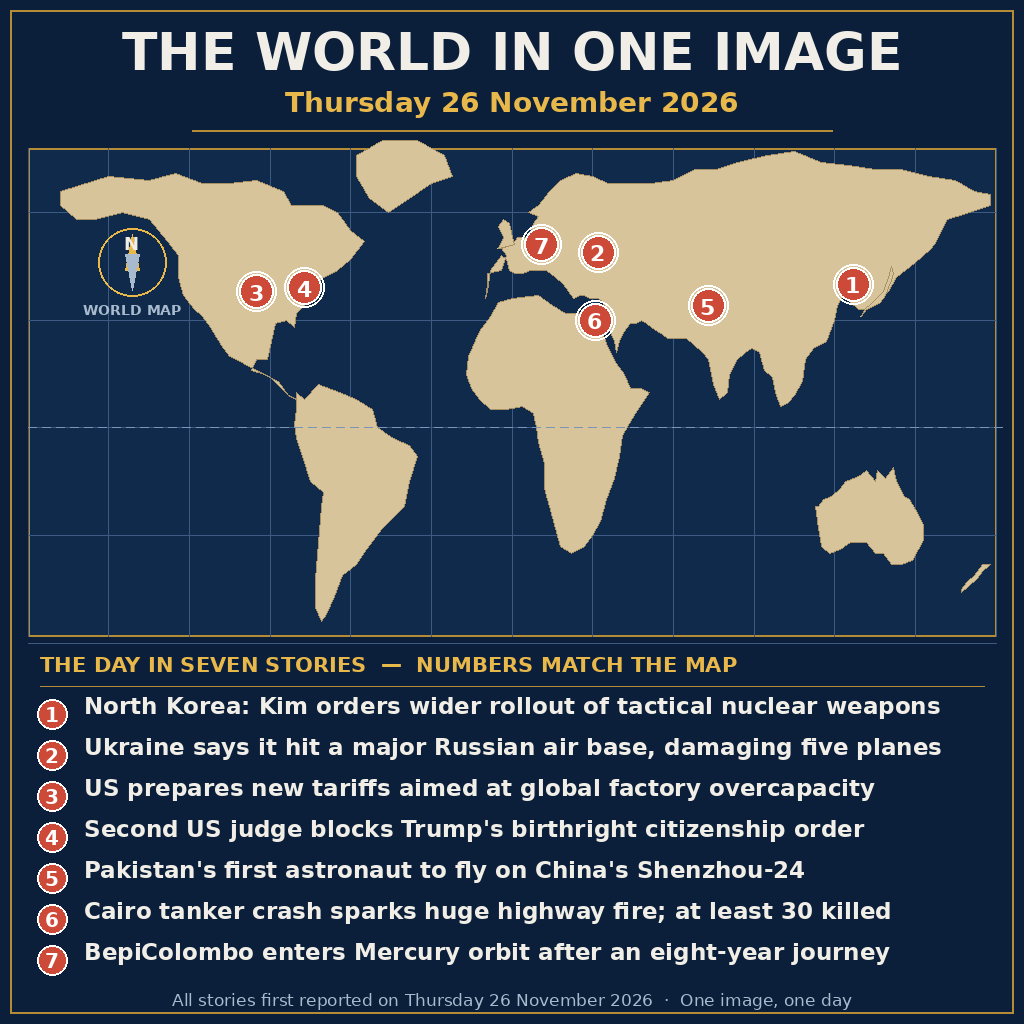 THE WORLD IN ONE IMAGE
Thursday 26 November 2026
N
WORLD MAP
7
2
3
4
1
5
6
THE DAY IN SEVEN STORIES — NUMBERS MATCH THE MAP
1 North Korea: Kim orders wider rollout of tactical nuclear weapons
2 Ukraine says it hit a major Russian air base, damaging five planes
3 US prepares new tariffs aimed at global factory overcapacity
4 Second US judge blocks Trump's birthright citizenship order
5 Pakistan's first astronaut to fly on China's Shenzhou-24
6 Cairo tanker crash sparks huge highway fire; at least 30 killed
7 BepiColombo enters Mercury orbit after an eight-year journey
All stories first reported on Thursday 26 November 2026 · One image, one day